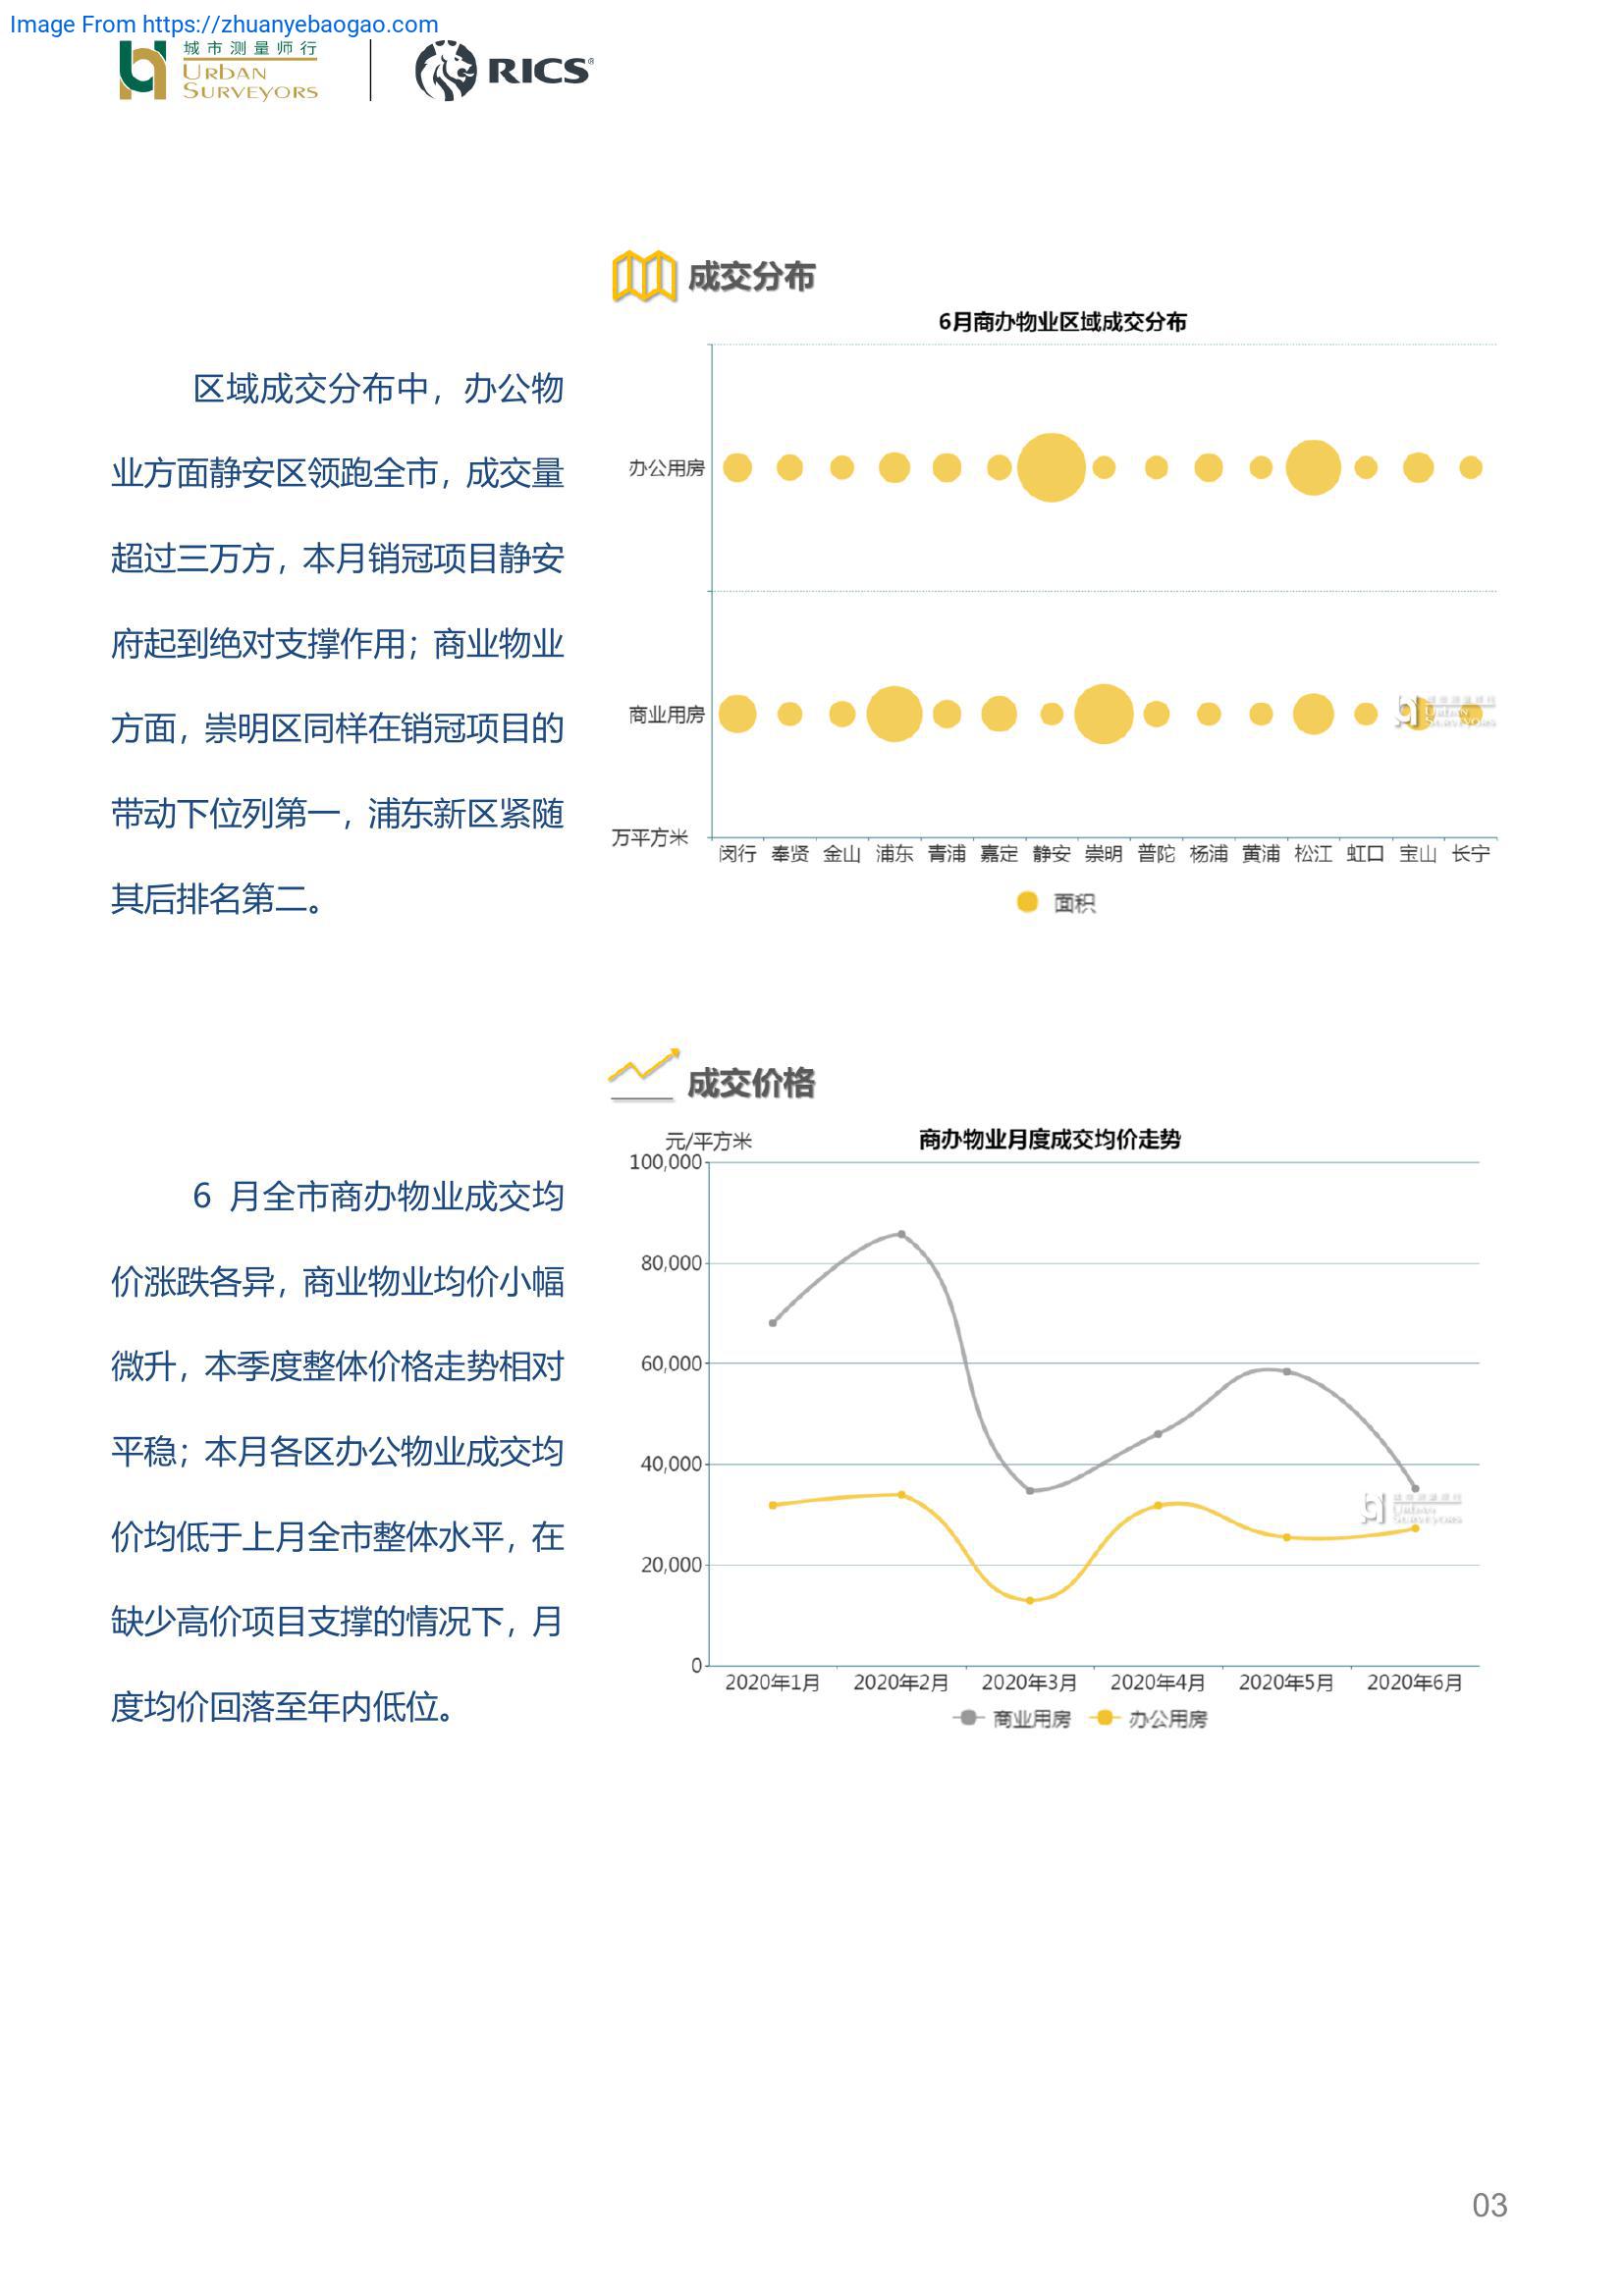 Image From https://zhuanyebaogao.com
城市测量师行
URBAN
SURVEYORS
RICS®
成交分布
6月商办物业区域成交分布
区域成交分布中，办公物
业方面静安区领跑全市，成交量
超过三万方，本月销冠项目静安
府起到绝对支撑作用；商业物业
方面，崇明区同样在销冠项目的
带动下位列第一，浦东新区紧随
其后排名第二。
办公用房
商业用房
城市测量师行
URBAN
SURVEYORS
万平方米
闵行 奉贤 金山 浦东 青浦 嘉定 静安 崇明 普陀 杨浦 黄浦 松江 虹口 宝山 长宁
面积
成交价格
元/平方米
商办物业月度成交均价走势
6 月全市商办物业成交均
价涨跌各异，商业物业均价小幅
微升，本季度整体价格走势相对
平稳；本月各区办公物业成交均
价均低于上月全市整体水平，在
缺少高价项目支撑的情况下，月
度均价回落至年内低位。
100,000
80,000
60,000
40,000
20,000
0
城市测量师行
URBAN
SURVEYORS
2020年1月 2020年2月 2020年3月 2020年4月 2020年5月 2020年6月
商业用房 办公用房
03